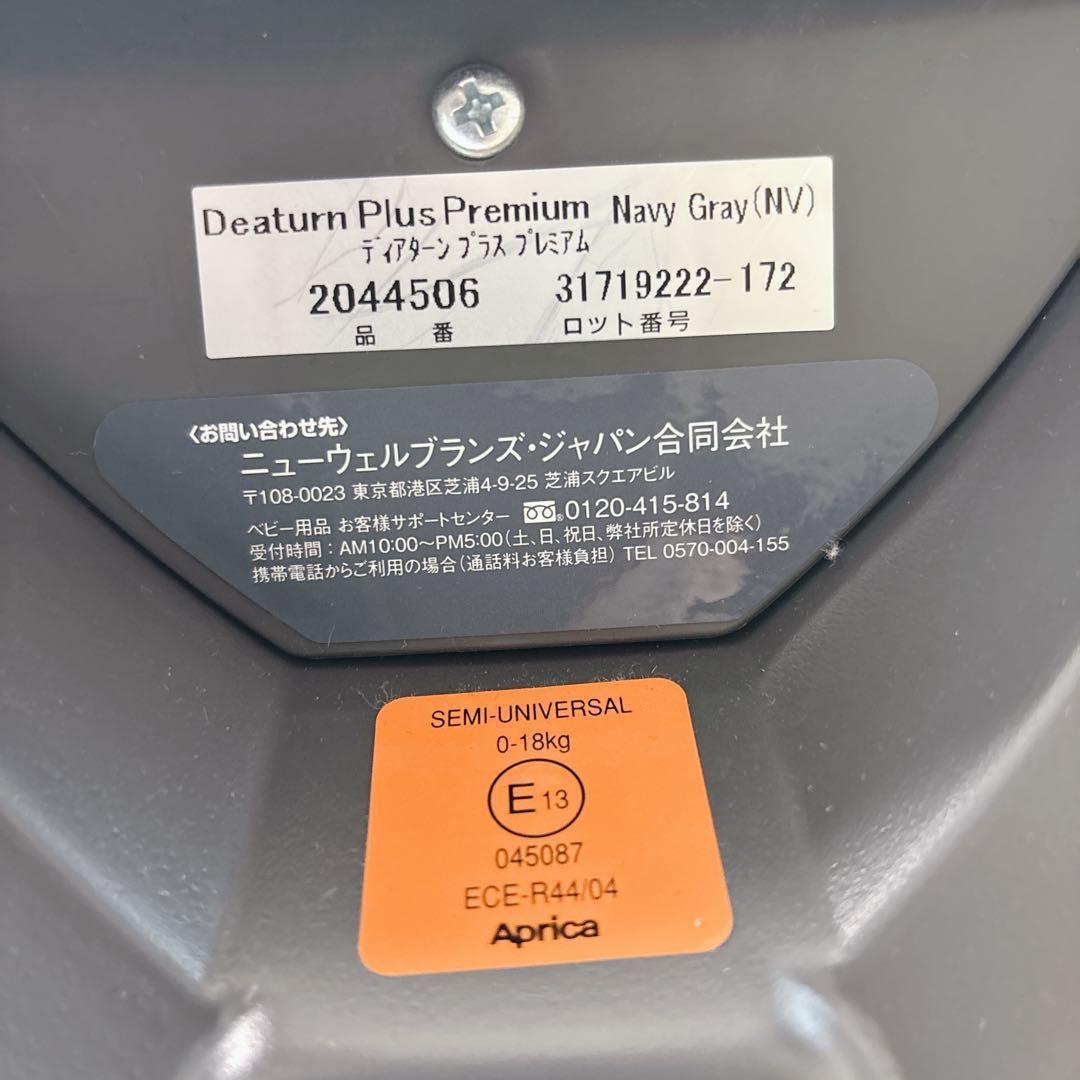 Deaturn Plus Premium Navy Gray(NV)
ディアターン プラス プレミアム
2044506 31719222-172
品番 ロット番号
〈お問い合わせ先〉
ニューウェルブランズ・ジャパン合同会社
〒108-0023 東京都港区芝浦4-9-25 芝浦スクエアビル
ベビー用品 お客様サポートセンター 0120-415-814
受付時間：AM10:00〜PM5:00(土、日、祝日、弊社所定休日を除く)
携帯電話からご利用の場合(通話料お客様負担) TEL 0570-004-155
SEMI-UNIVERSAL
0-18kg
E 13
045087
ECE-R44/04
Aprica